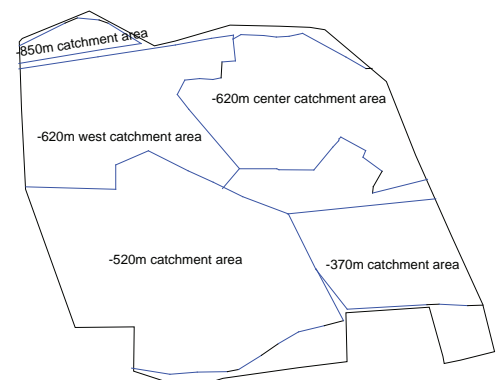 -850m catchment area
-620m center catchment area
-620m west catchment area
-520m catchment area
-370m catchment area